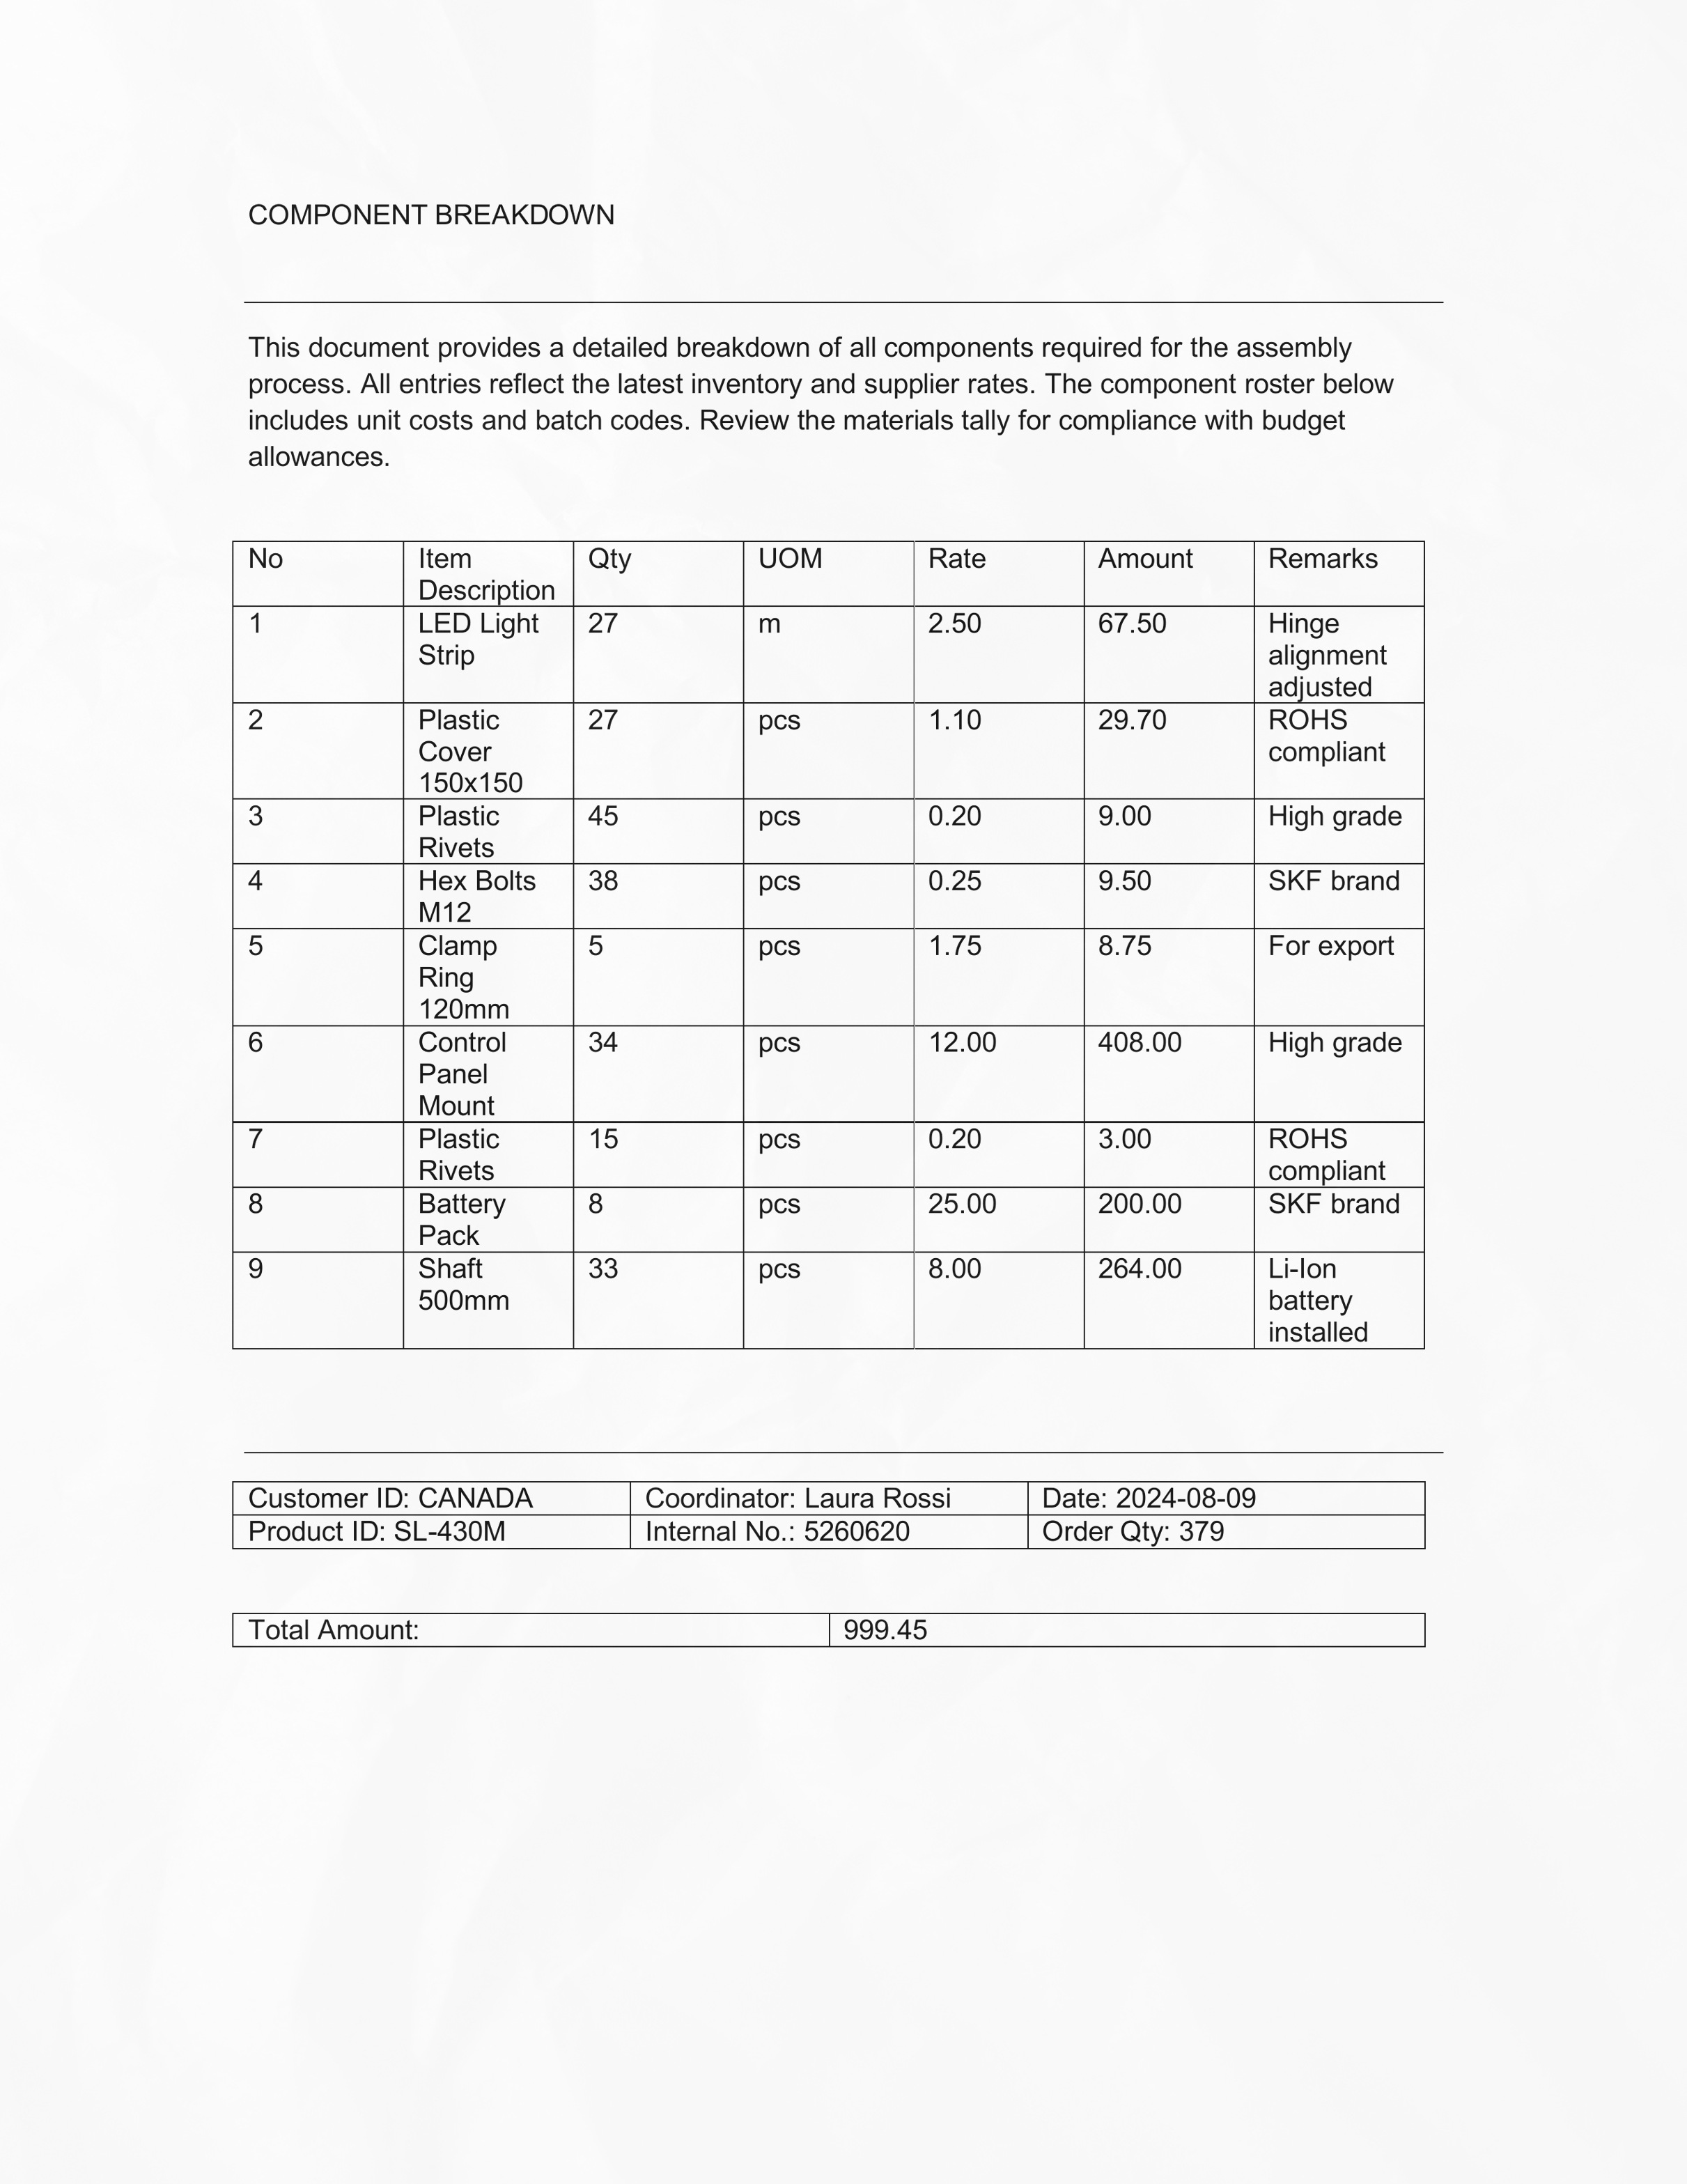 COMPONENT BREAKDOWN
This document provides a detailed breakdown of all components required for the assembly
process. All entries reflect the latest inventory and supplier rates. The component roster below
includes unit costs and batch codes. Review the materials tally for compliance with budget
allowances.
No Item Description Qty UOM Rate Amount Remarks
1 LED Light Strip 27 m 2.50 67.50 Hinge alignment adjusted
2 Plastic Cover 150x150 27 pcs 1.10 29.70 ROHS compliant
3 Plastic Rivets 45 pcs 0.20 9.00 High grade
4 Hex Bolts M12 38 pcs 0.25 9.50 SKF brand
5 Clamp Ring 120mm 5 pcs 1.75 8.75 For export
6 Control Panel Mount 34 pcs 12.00 408.00 High grade
7 Plastic Rivets 15 pcs 0.20 3.00 ROHS compliant
8 Battery Pack 8 pcs 25.00 200.00 SKF brand
9 Shaft 500mm 33 pcs 8.00 264.00 Li-Ion battery installed
Customer ID: CANADA Coordinator: Laura Rossi Date: 2024-08-09
Product ID: SL-430M Internal No.: 5260620 Order Qty: 379
Total Amount: 999.45